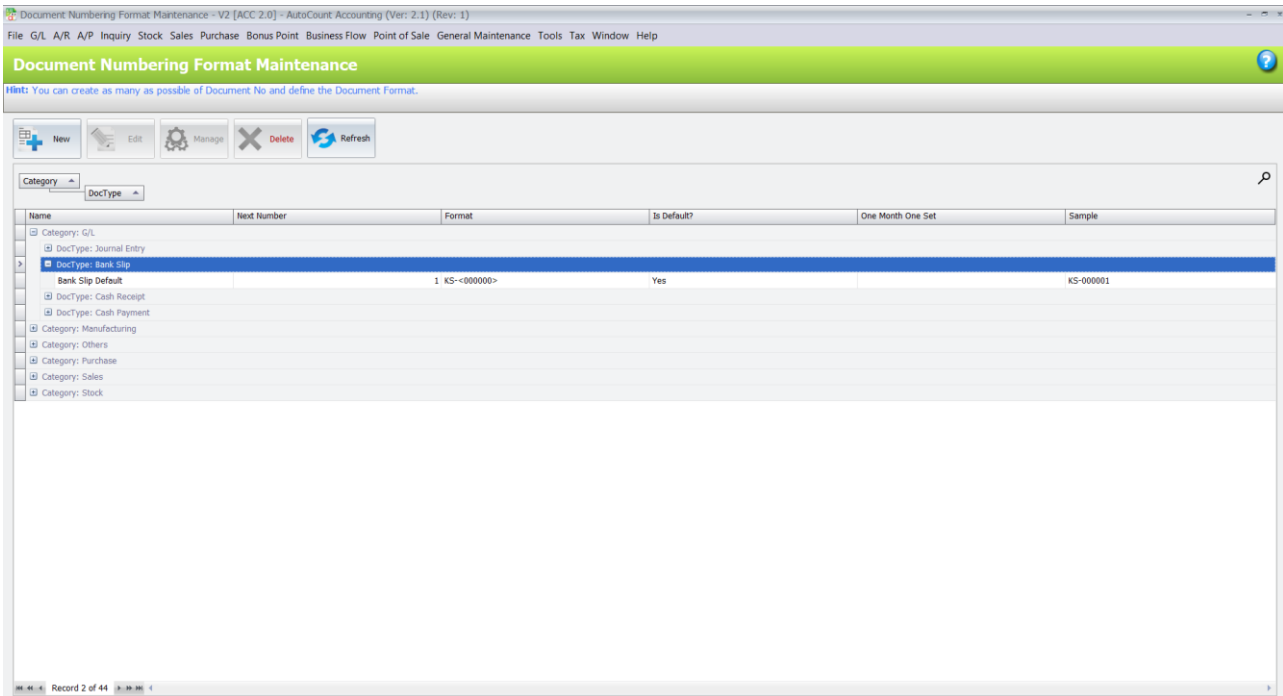 Document Numbering Format Maintenance - V2 [ACC 2.0] - AutoCount Accounting (Ver: 2.1) (Rev: 1)
File G/L A/R A/P Inquiry Stock Sales Purchase Bonus Point Business Flow Point of Sale General Maintenance Tools Tax Window Help
Document Numbering Format Maintenance
Hint: You can create as many as possible of Document No and define the Document Format.
New Edit Manage Delete Refresh
Category
DocType
Name Next Number Format Is Default? One Month One Set Sample
Category: G/L
DocType: Journal Entry
DocType: Bank Slip
Bank Slip Default 1 KS-<000000> Yes KS-000001
DocType: Cash Receipt
DocType: Cash Payment
Category: Manufacturing
Category: Others
Category: Purchase
Category: Sales
Category: Stock
Record 2 of 44